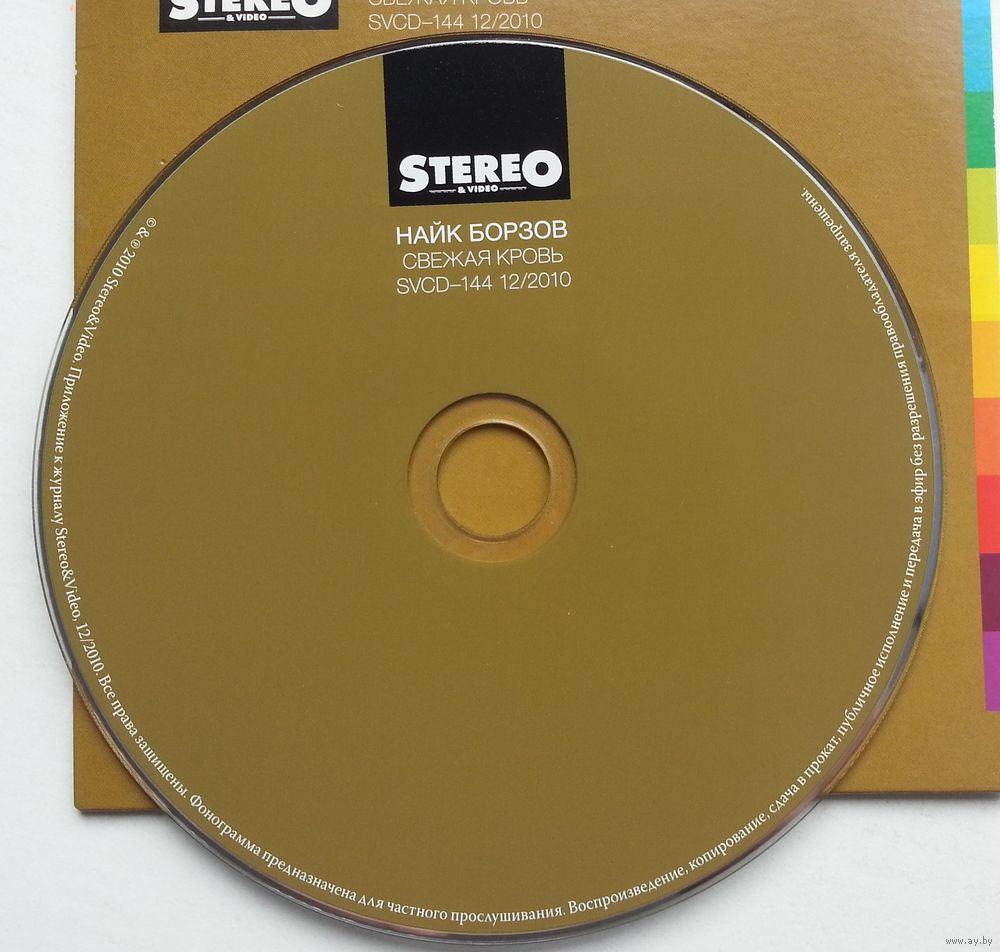 STEREO
& VIDEO
СВЕЖАЯ КРОВЬ
SVCD–144 12/2010
STEREO
& VIDEO
НАЙК БОРЗОВ
СВЕЖАЯ КРОВЬ
SVCD–144 12/2010
© & ℗ 2010 Stereo&Video. Приложение к журналу Stereo&Video, 12/2010. Все права защищены. Фонограмма предназначена для частного прослушивания. Воспроизведение, копирование, сдача в прокат, публичное исполнение и передача в эфир без разрешения правообладателя запрещены.
www.ay.by